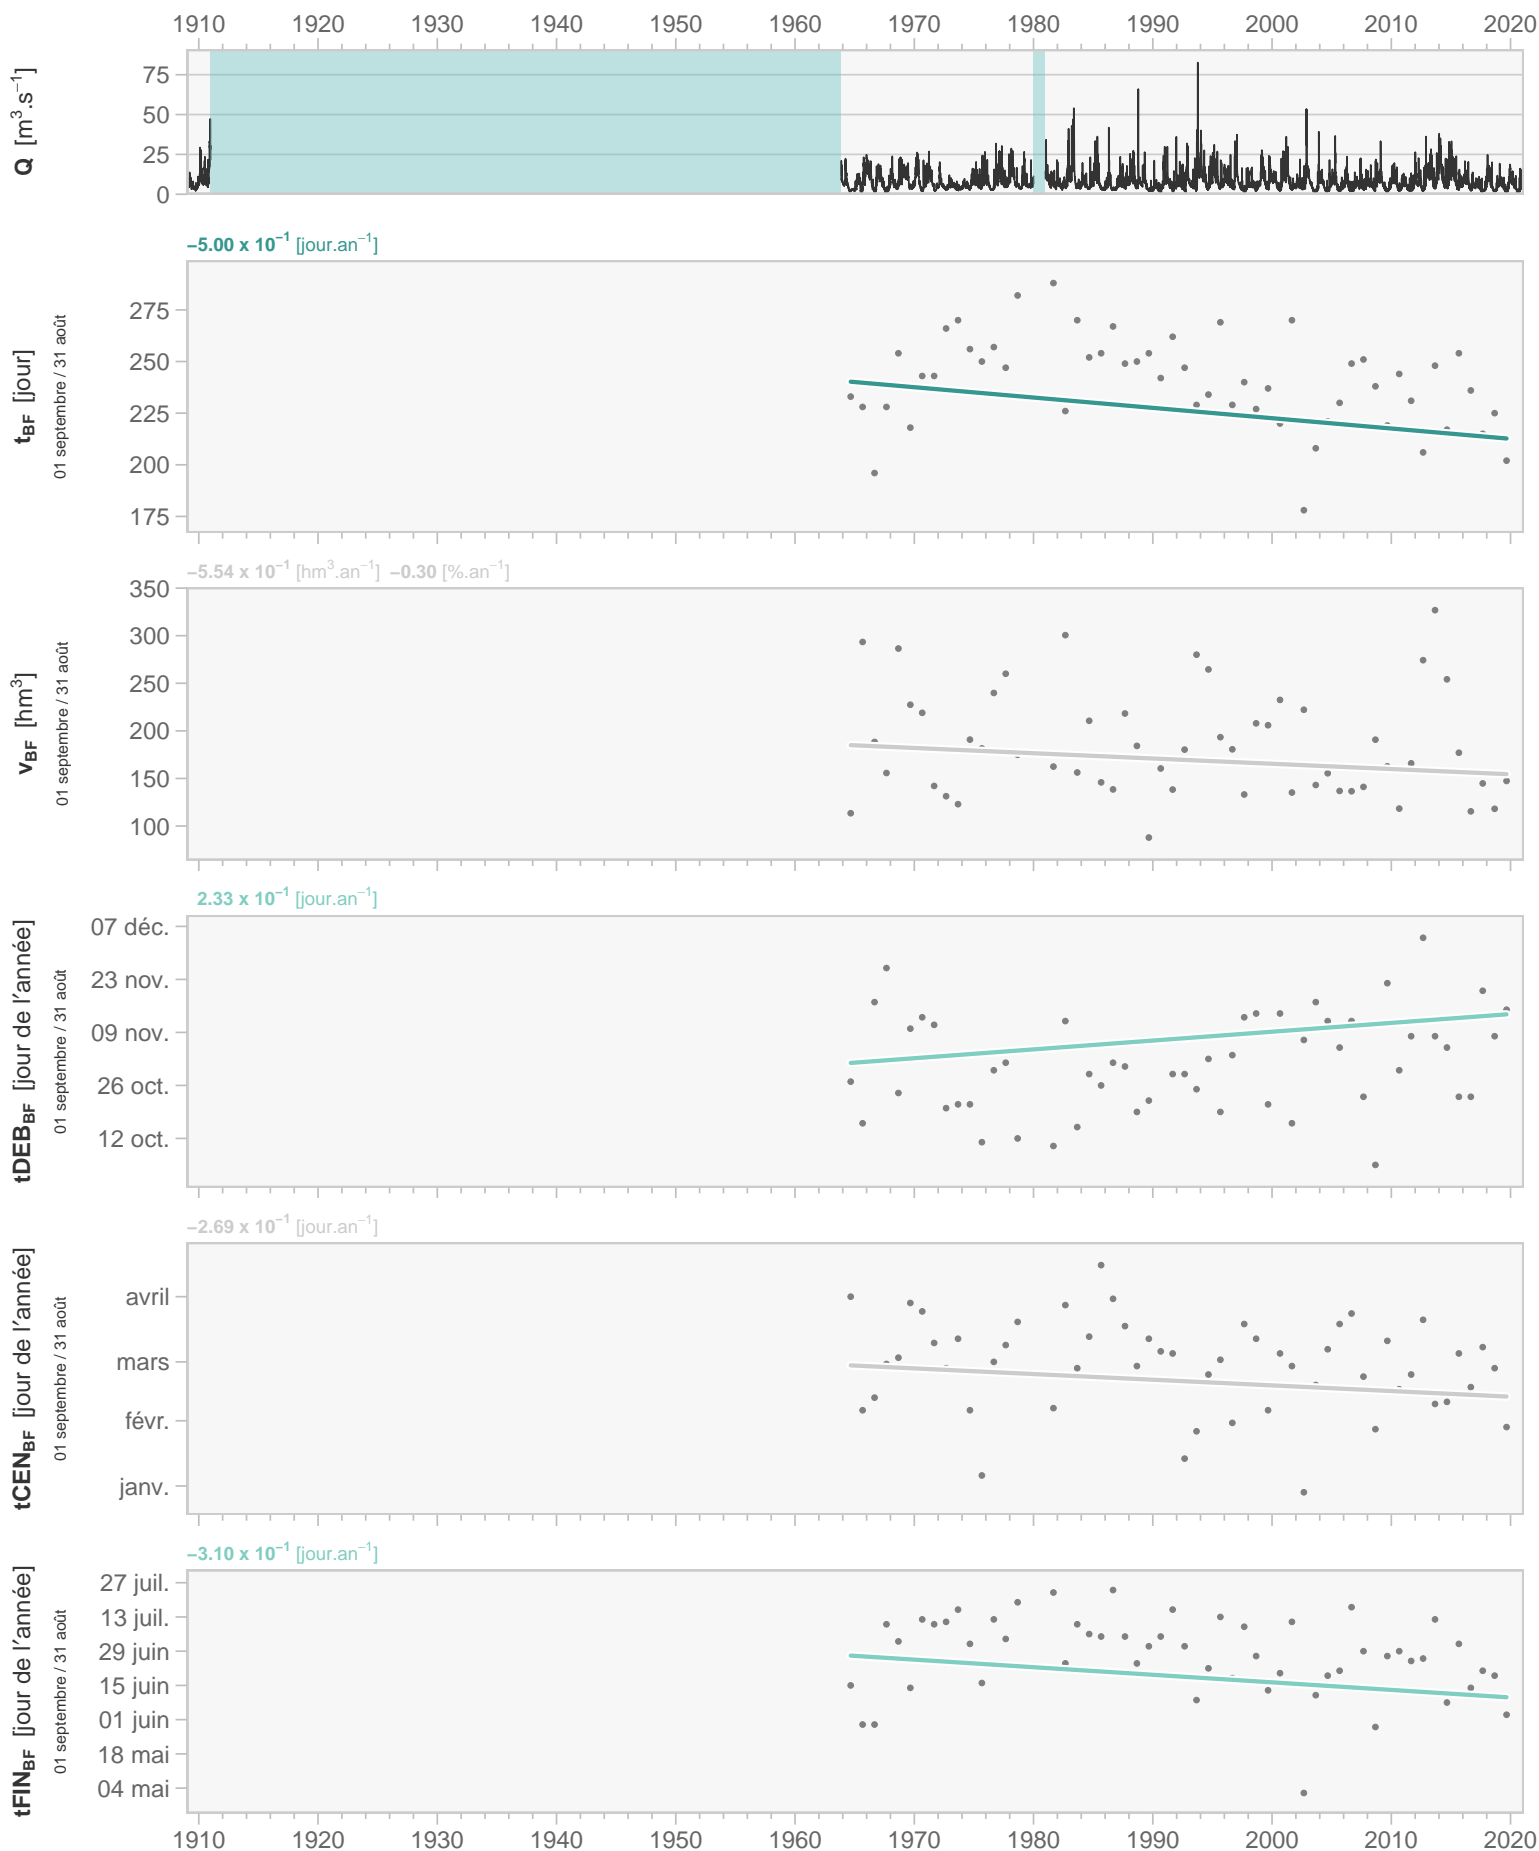 1910 1920 1930 1940 1950 1960 1970 1980 1990 2000 2010 2020
Q [m³.s⁻¹]
75
50
25
0
−5.00 x 10⁻¹ [jour.an⁻¹]
t_BF [jour]
01 septembre / 31 août
275
250
225
200
175
−5.54 x 10⁻¹ [hm³.an⁻¹] −0.30 [%.an⁻¹]
v_BF [hm³]
01 septembre / 31 août
350
300
250
200
150
100
2.33 x 10⁻¹ [jour.an⁻¹]
tDEB_BF [jour de l'année]
01 septembre / 31 août
07 déc.
23 nov.
09 nov.
26 oct.
12 oct.
−2.69 x 10⁻¹ [jour.an⁻¹]
tCEN_BF [jour de l'année]
01 septembre / 31 août
avril
mars
févr.
janv.
−3.10 x 10⁻¹ [jour.an⁻¹]
tFIN_BF [jour de l'année]
01 septembre / 31 août
27 juil.
13 juil.
29 juin
15 juin
01 juin
18 mai
04 mai
1910 1920 1930 1940 1950 1960 1970 1980 1990 2000 2010 2020